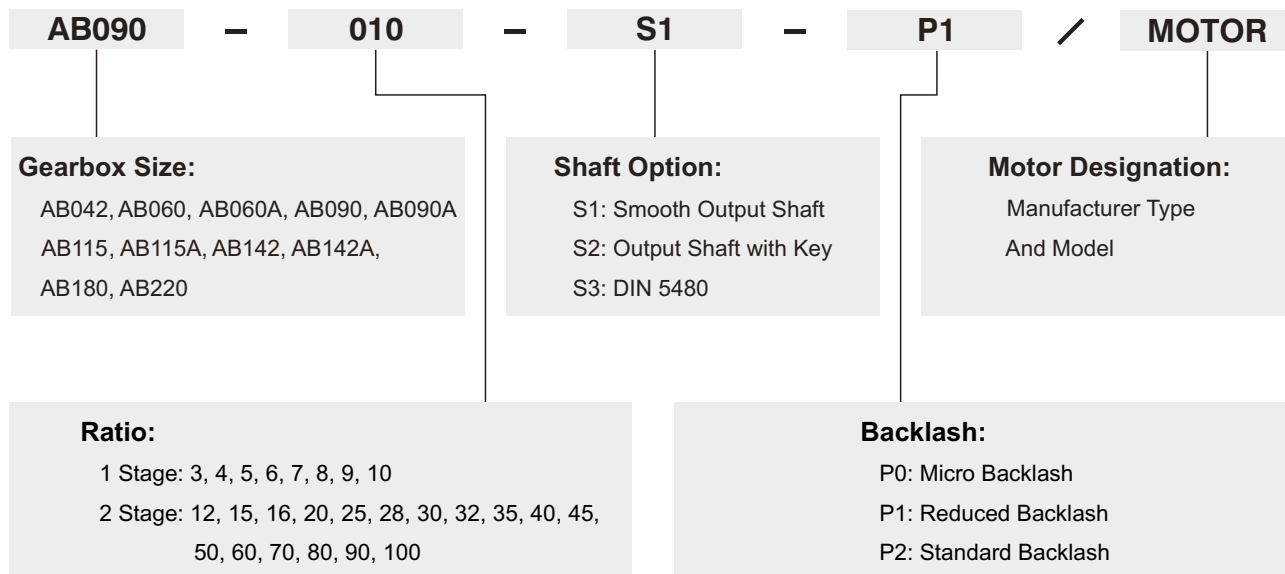 AB090 – 010 – S1 – P1 / MOTOR
Gearbox Size:
AB042, AB060, AB060A, AB090, AB090A
AB115, AB115A, AB142, AB142A,
AB180, AB220
Shaft Option:
S1: Smooth Output Shaft
S2: Output Shaft with Key
S3: DIN 5480
Motor Designation:
Manufacturer Type
And Model
Ratio:
1 Stage: 3, 4, 5, 6, 7, 8, 9, 10
2 Stage: 12, 15, 16, 20, 25, 28, 30, 32, 35, 40, 45,
50, 60, 70, 80, 90, 100
Backlash:
P0: Micro Backlash
P1: Reduced Backlash
P2: Standard Backlash